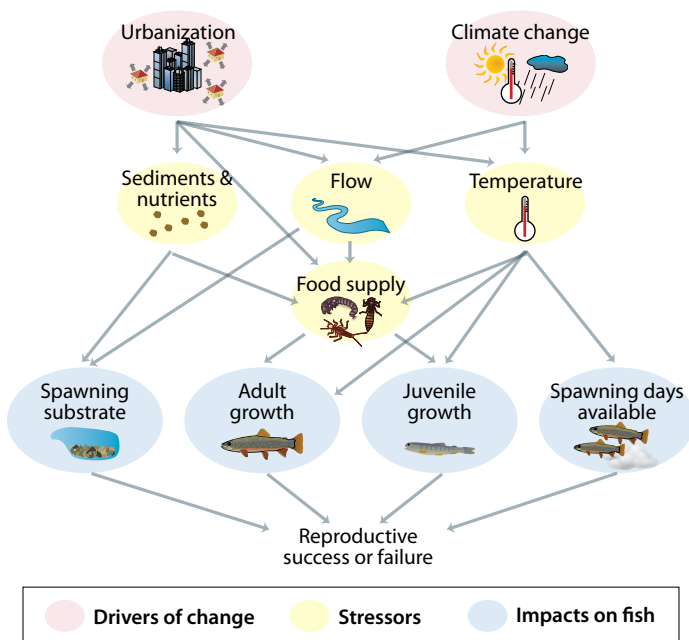 Urbanization
Climate change
Sediments &
nutrients
Flow
Temperature
Food supply
Spawning
substrate
Adult
growth
Juvenile
growth
Spawning days
available
Reproductive
success or failure
Drivers of change
Stressors
Impacts on fish